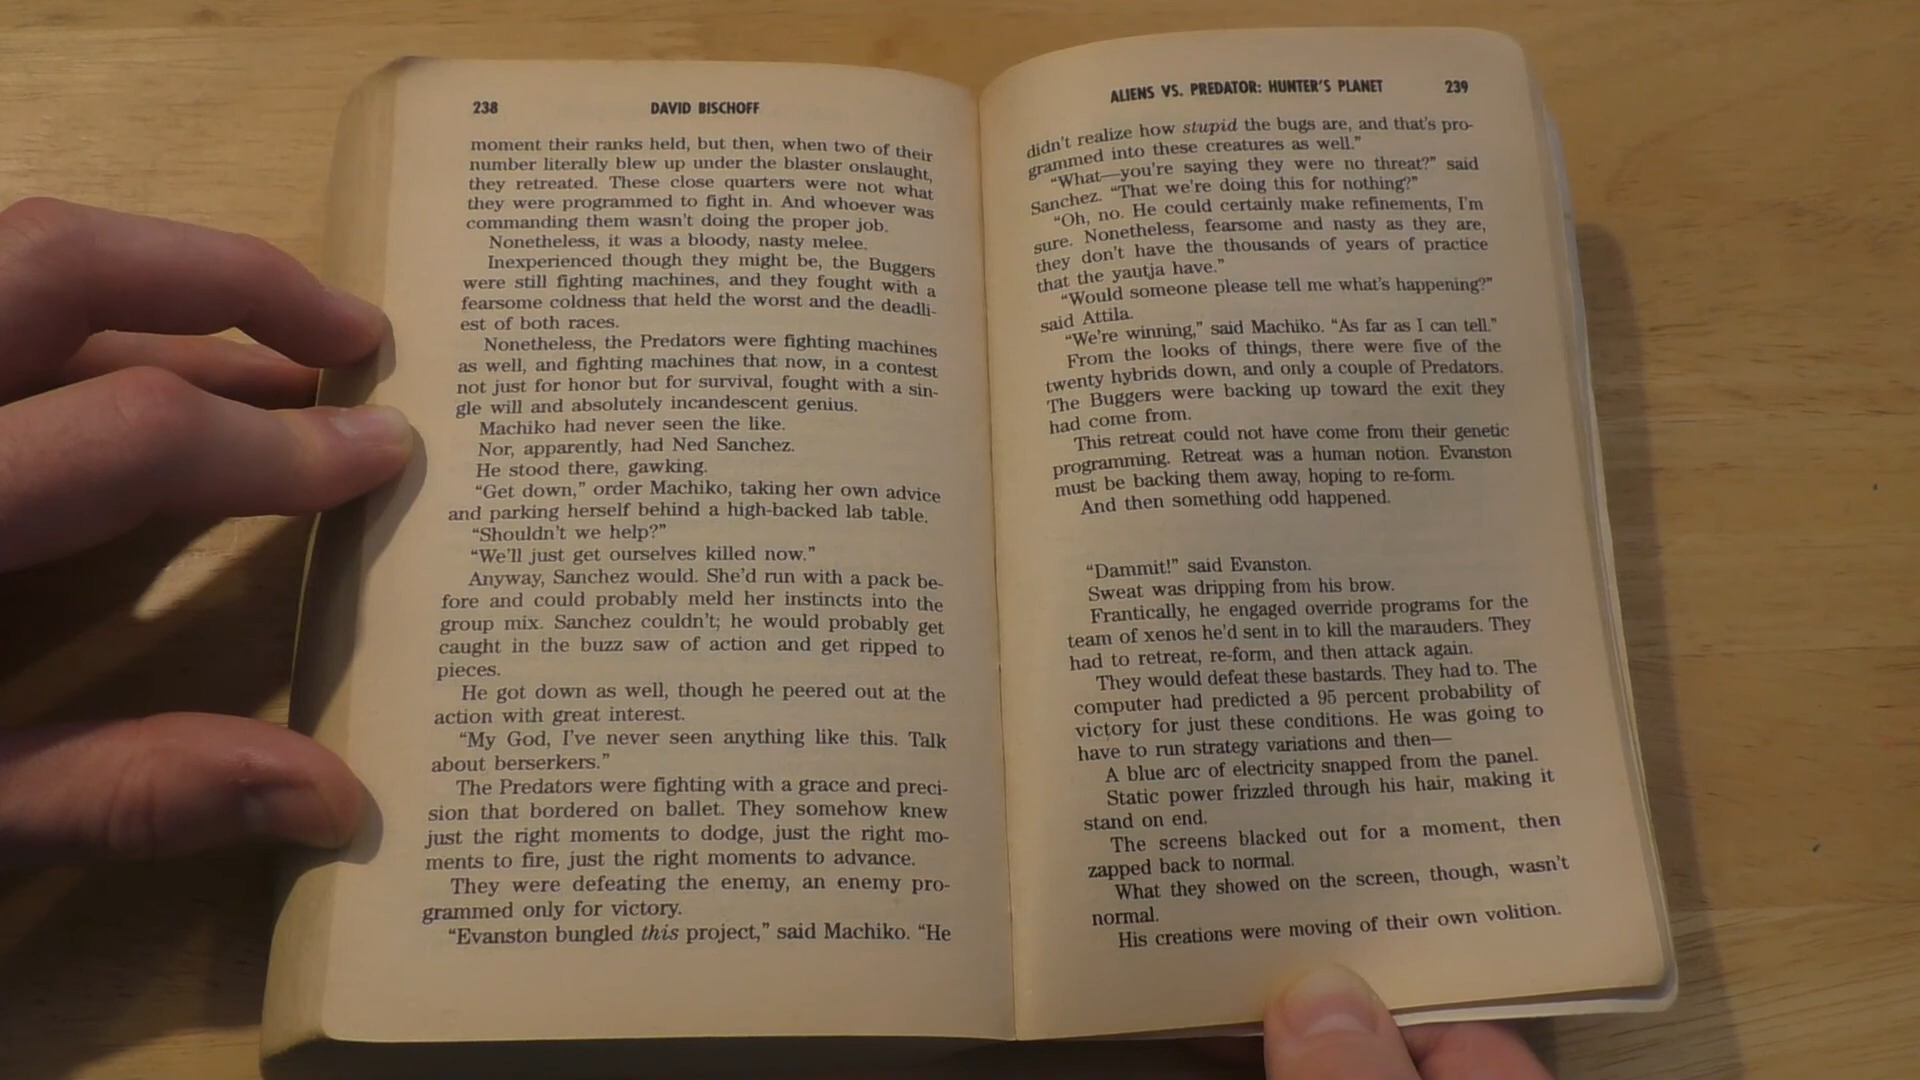 238 DAVID BISCHOFF
moment their ranks held, but then, when two of their
number literally blew up under the blaster onslaught,
they retreated. These close quarters were not what
they were programmed to fight in. And whoever was
commanding them wasn't doing the proper job.
Nonetheless, it was a bloody, nasty melee.
Inexperienced though they might be, the Buggers
were still fighting machines, and they fought with a
fearsome coldness that held the worst and the deadli-
est of both races.
Nonetheless, the Predators were fighting machines
as well, and fighting machines that now, in a contest
not just for honor but for survival, fought with a sin-
gle will and absolutely incandescent genius.
Machiko had never seen the like.
Nor, apparently, had Ned Sanchez.
He stood there, gawking.
“Get down,” order Machiko, taking her own advice
and parking herself behind a high-backed lab table.
“Shouldn't we help?”
“We'll just get ourselves killed now.”
Anyway, Sanchez would. She'd run with a pack be-
fore and could probably meld her instincts into the
group mix. Sanchez couldn't; he would probably get
caught in the buzz saw of action and get ripped to
pieces.
He got down as well, though he peered out at the
action with great interest.
“My God, I've never seen anything like this. Talk
about berserkers.”
The Predators were fighting with a grace and preci-
sion that bordered on ballet. They somehow knew
just the right moments to dodge, just the right mo-
ments to fire, just the right moments to advance.
They were defeating the enemy, an enemy pro-
grammed only for victory.
“Evanston bungled this project,” said Machiko. “He
ALIENS VS. PREDATOR: HUNTER'S PLANET 239
didn't realize how stupid the bugs are, and that's pro-
grammed into these creatures as well.”
“What—you're saying they were no threat?” said
Sanchez. “That we're doing this for nothing?”
“Oh, no. He could certainly make refinements, I'm
sure. Nonetheless, fearsome and nasty as they are,
they don't have the thousands of years of practice
that the yautja have.”
“Would someone please tell me what's happening?”
said Attila.
“We're winning,” said Machiko. “As far as I can tell.”
From the looks of things, there were five of the
twenty hybrids down, and only a couple of Predators.
The Buggers were backing up toward the exit they
had come from.
This retreat could not have come from their genetic
programming. Retreat was a human notion. Evanston
must be backing them away, hoping to re-form.
And then something odd happened.
“Dammit!” said Evanston.
Sweat was dripping from his brow.
Frantically, he engaged override programs for the
team of xenos he'd sent in to kill the marauders. They
had to retreat, re-form, and then attack again.
They would defeat these bastards. They had to. The
computer had predicted a 95 percent probability of
victory for just these conditions. He was going to
have to run strategy variations and then—
A blue arc of electricity snapped from the panel.
Static power frizzled through his hair, making it
stand on end.
The screens blacked out for a moment, then
zapped back to normal.
What they showed on the screen, though, wasn't
normal.
His creations were moving of their own volition.